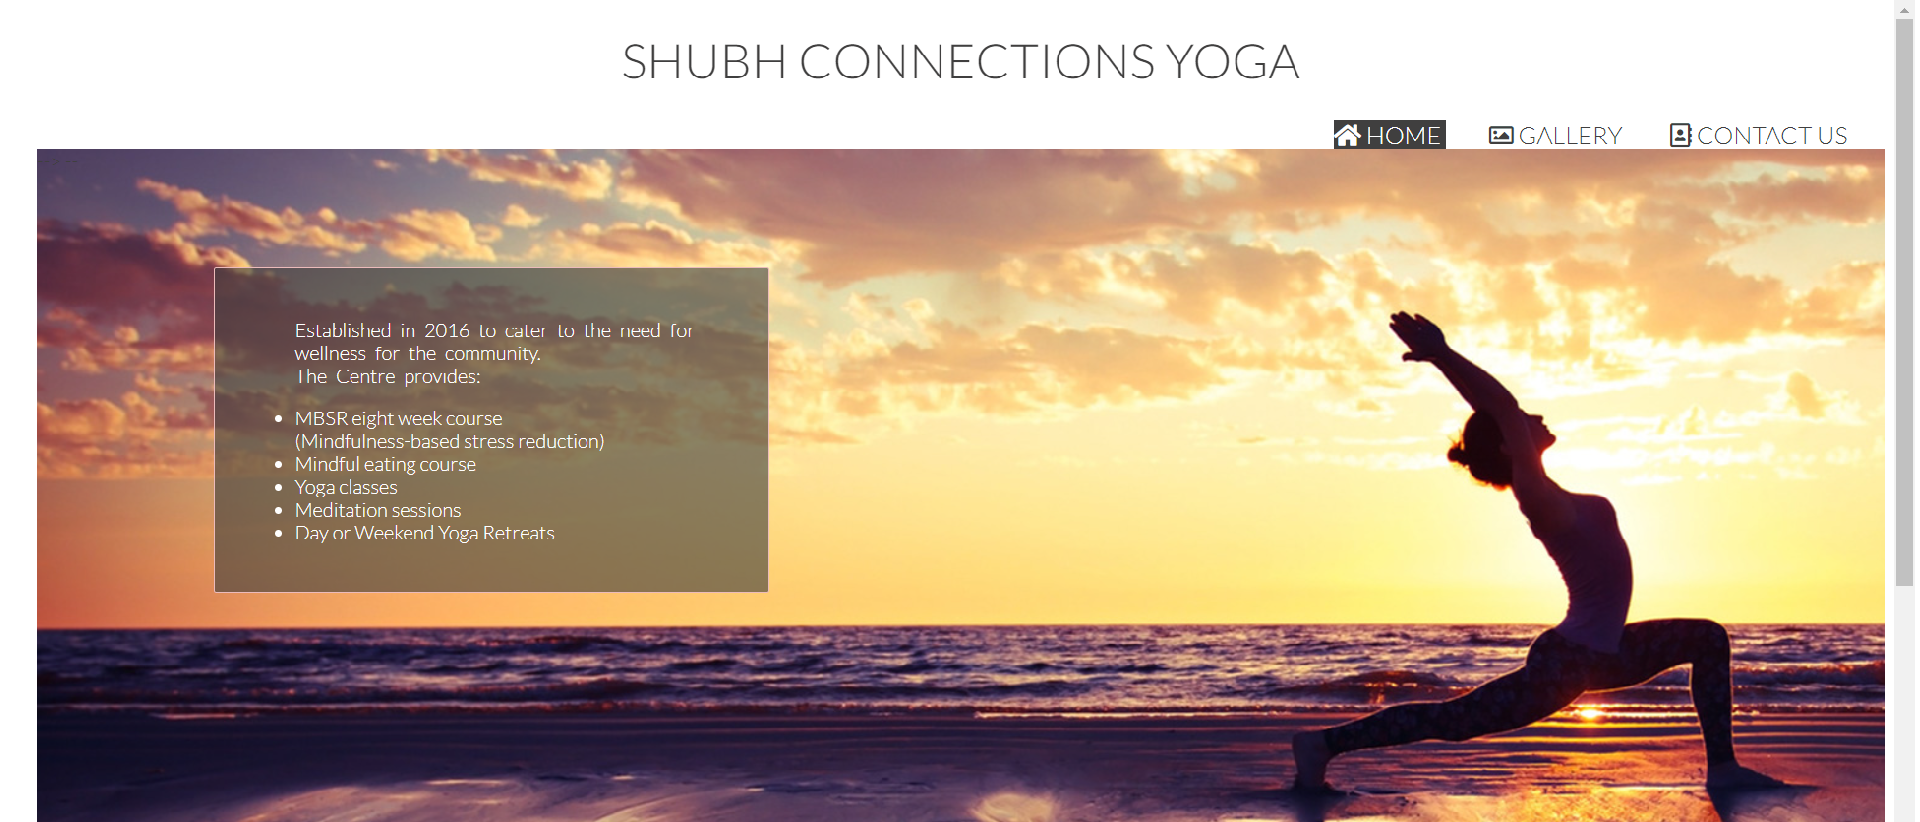 SHUBH CONNECTIONS YOGA
HOME GALLERY CONTACT US
Established in 2016 to cater to the need for
wellness for the community.
The Centre provides:
• MBSR eight week course
(Mindfulness-based stress reduction)
• Mindful eating course
• Yoga classes
• Meditation sessions
• Day or Weekend Yoga Retreats